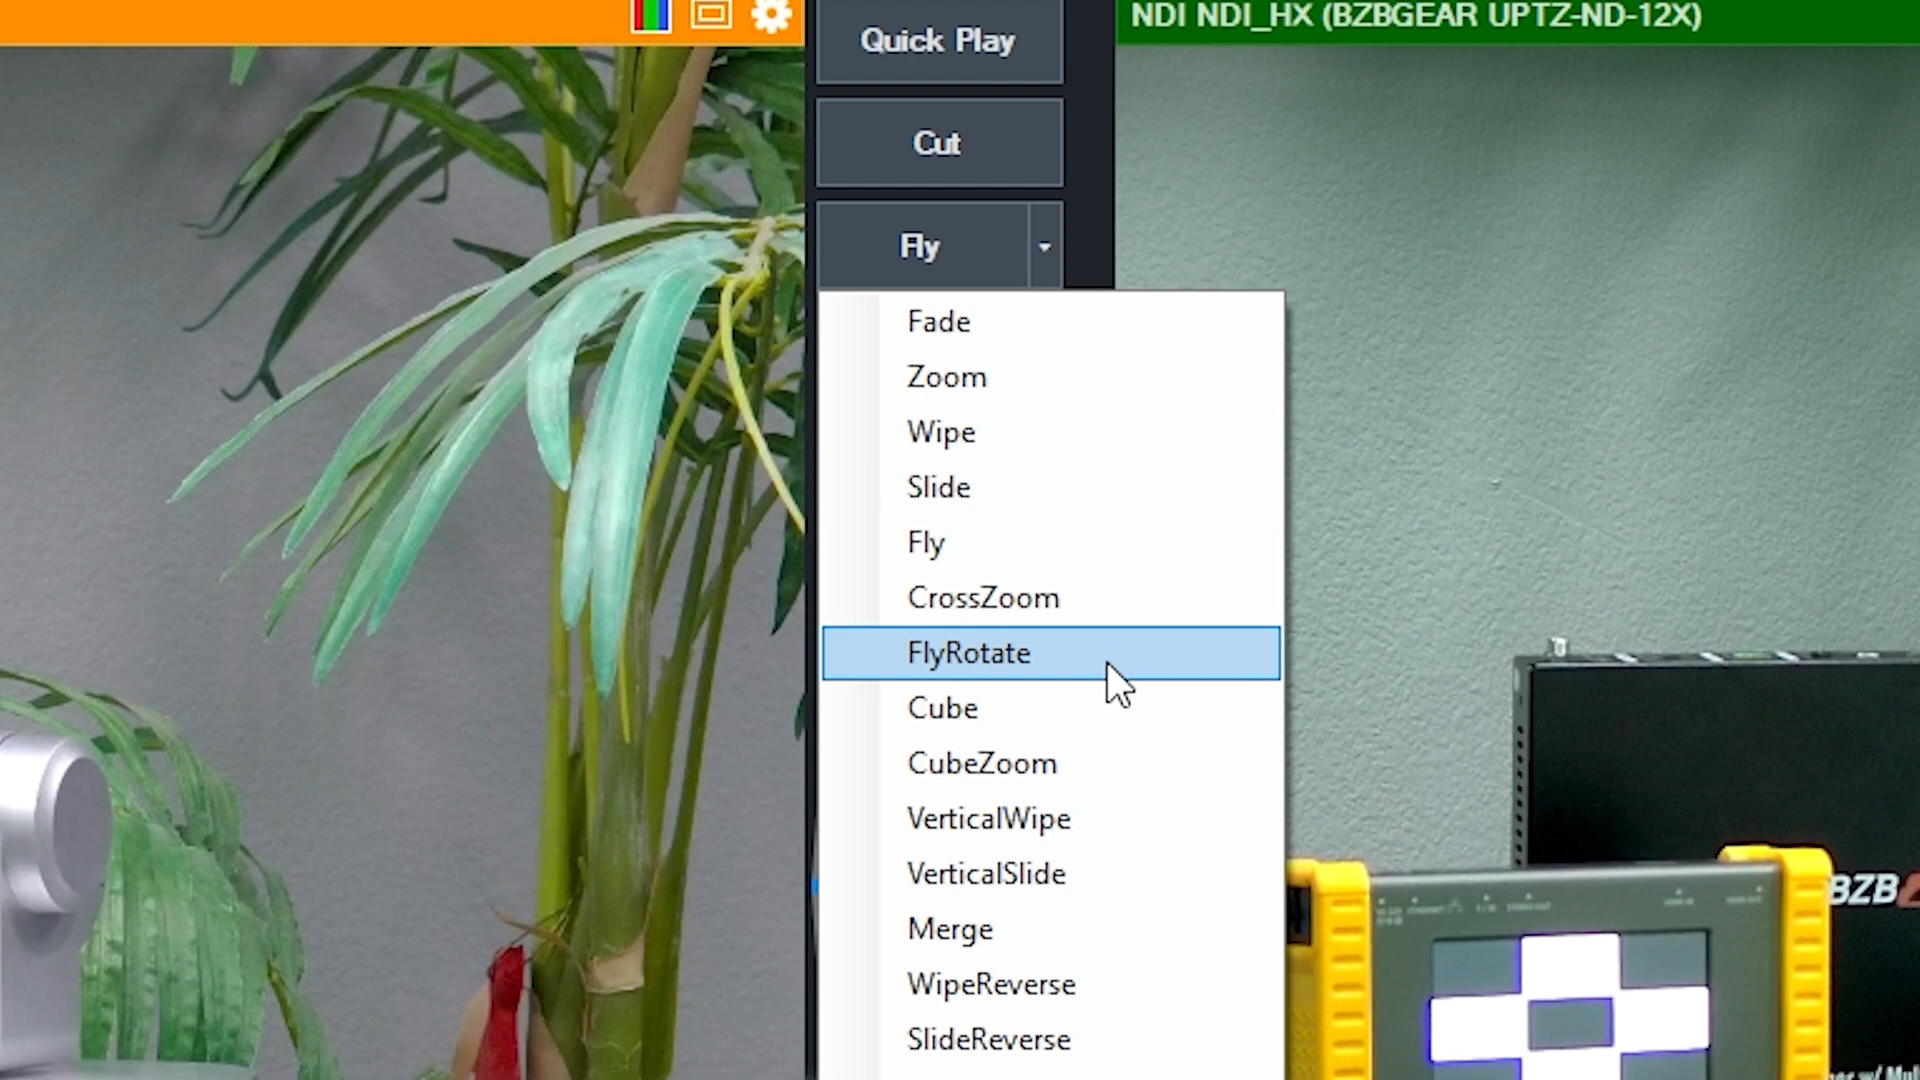 NDI NDI_HX (BZBGEAR UPTZ-ND-12X)
Quick Play
Cut
Fly
Fade
Zoom
Wipe
Slide
Fly
CrossZoom
FlyRotate
Cube
CubeZoom
VerticalWipe
VerticalSlide
Merge
WipeReverse
SlideReverse
BZB